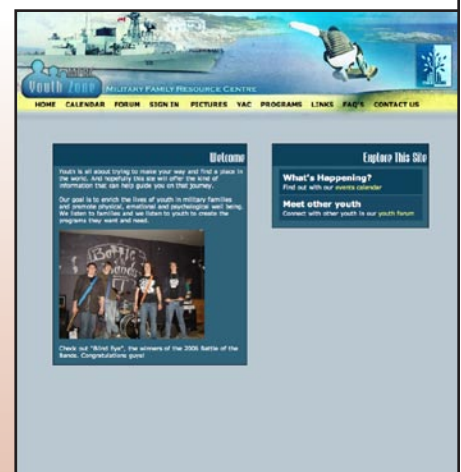 MFRC
Youth Zone
MILITARY FAMILY RESOURCE CENTRE
HOME CALENDAR FORUM SIGN IN PICTURES YAC PROGRAMS LINKS FAQ'S CONTACT US
Welcome
Youth is all about trying to make your way and find a place in
the world. And hopefully this site will offer the kind of
information that can help guide you on that journey.
Our goal is to enrich the lives of youth in military families
and promote physical, emotional and psychological well being.
We listen to families and we listen to youth to create the
programs they want and need.
Battle
Bands
Check out "Blind Eye", the winners of the 2006 Battle of the
Bands. Congratulations guys!
Explore This Site
What's Happening?
Find out with our events calendar
Meet other youth
Connect with other youth in our youth forum